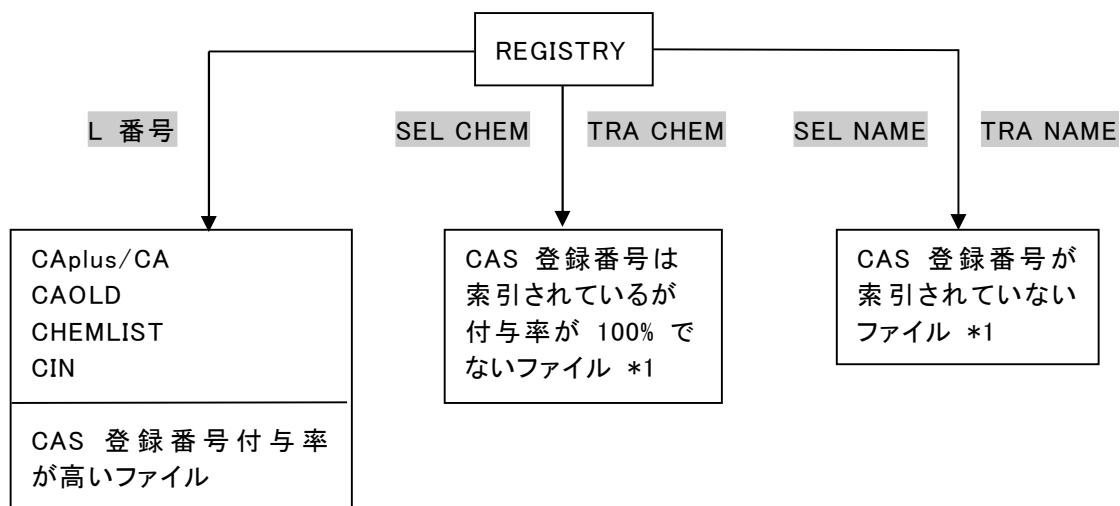 REGISTRY
L 番号
SEL CHEM
TRA CHEM
SEL NAME
TRA NAME
CAplus/CA
CAOLD
CHEMLIST
CIN
CAS 登録番号付与率
が高いファイル
CAS 登録番号は
索引されているが
付与率が 100% で
ないファイル *1
CAS 登録番号が
索引されていない
ファイル *1